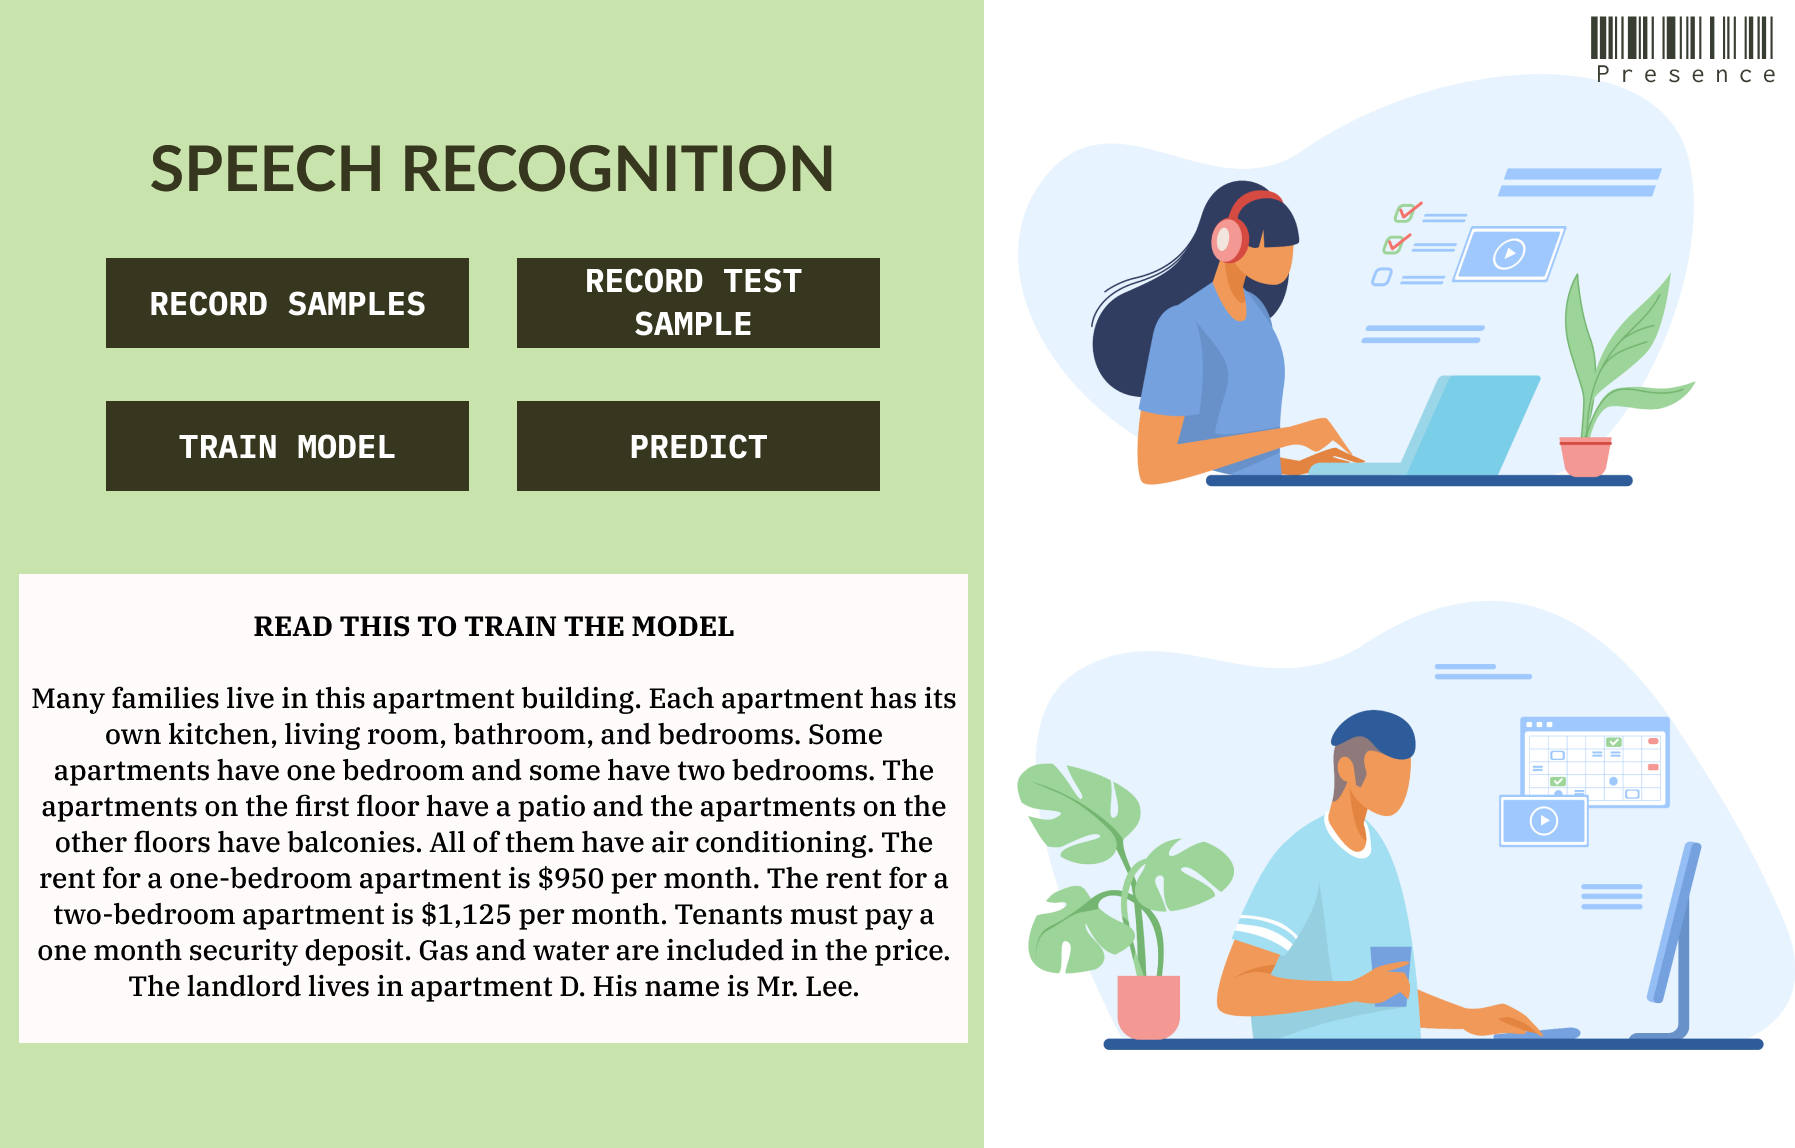 Presence
SPEECH RECOGNITION
RECORD SAMPLES
RECORD TEST
SAMPLE
TRAIN MODEL
PREDICT
READ THIS TO TRAIN THE MODEL
Many families live in this apartment building. Each apartment has its
own kitchen, living room, bathroom, and bedrooms. Some
apartments have one bedroom and some have two bedrooms. The
apartments on the first floor have a patio and the apartments on the
other floors have balconies. All of them have air conditioning. The
rent for a one-bedroom apartment is $950 per month. The rent for a
two-bedroom apartment is $1,125 per month. Tenants must pay a
one month security deposit. Gas and water are included in the price.
The landlord lives in apartment D. His name is Mr. Lee.